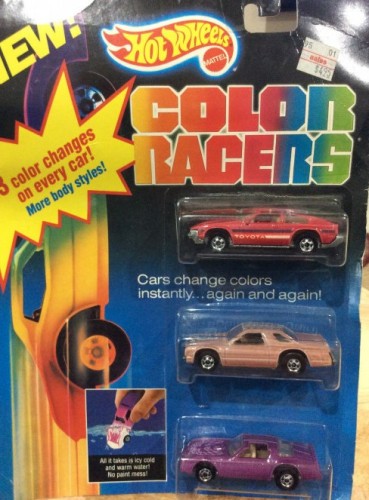 NEW!
Hot Wheels
MATTEL
COLOR
RACERS
3 color changes
on every car!
More body styles!
TOYOTA
Cars change colors
instantly...again and again!
All it takes is icy cold
and warm water!
No paint mess!